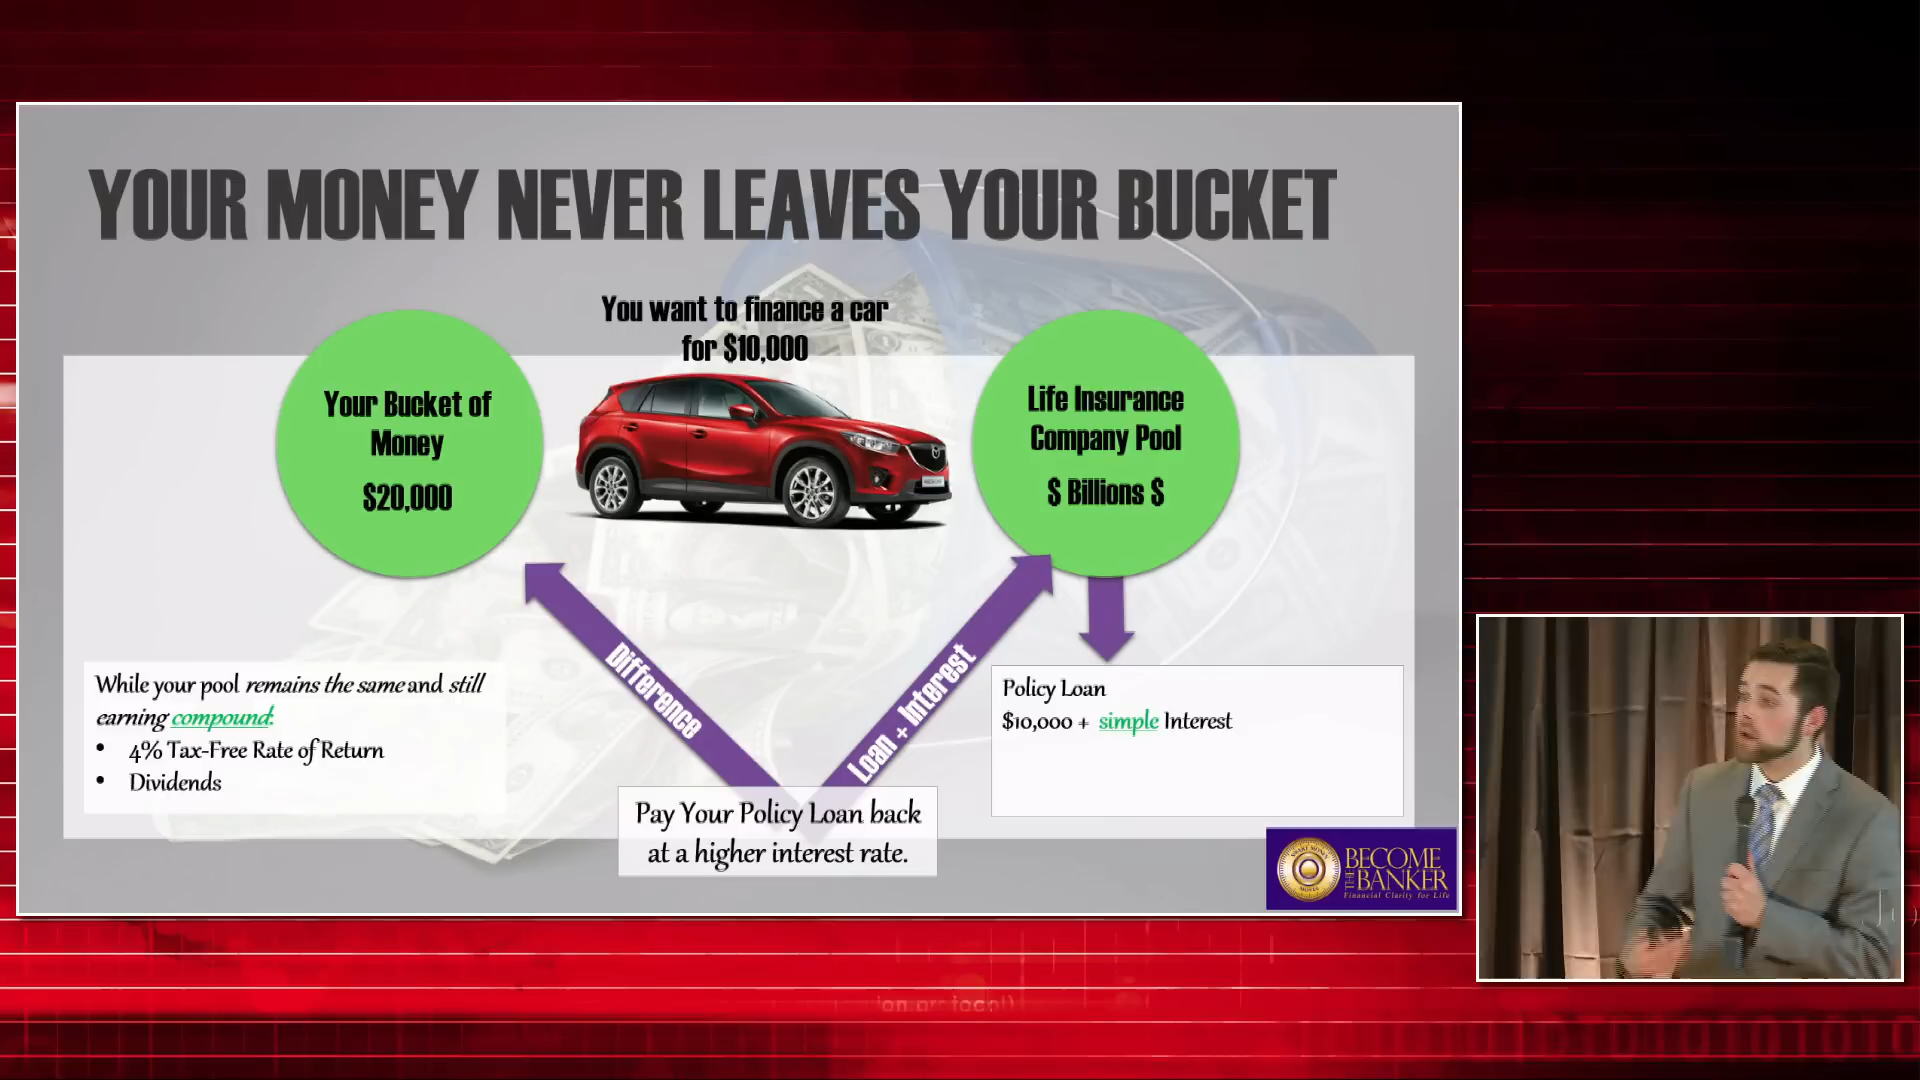 YOUR MONEY NEVER LEAVES YOUR BUCKET
You want to finance a car
for $10,000
Your Bucket of
Money
$20,000
Life Insurance
Company Pool
$ Billions $
Difference
Loan + Interest
While your pool remains the same and still
earning compound:
• 4% Tax-Free Rate of Return
• Dividends
Policy Loan
$10,000 + simple Interest
Pay Your Policy Loan back
at a higher interest rate.
BECOME
THE BANKER
Financial Clarity for Life